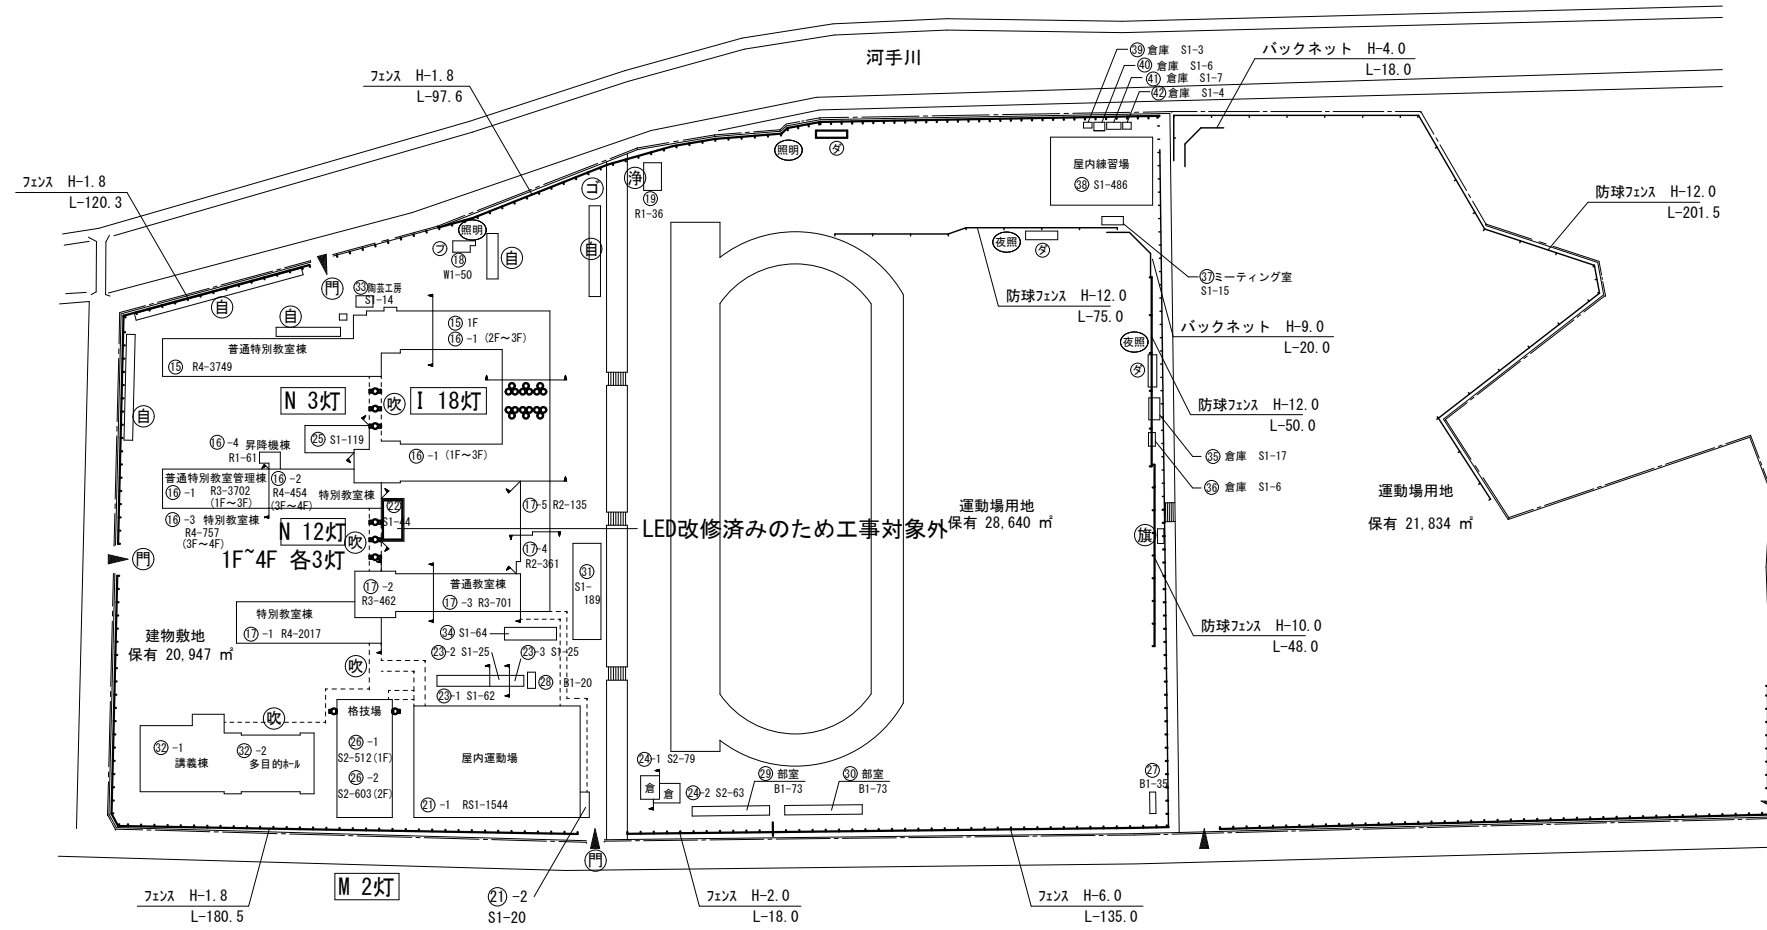 河手川
フェンス H-1.8
L-97.6
㊴ 倉庫 S1-3
㊵ 倉庫 S1-6
㊶ 倉庫 S1-7
㊷ 倉庫 S1-4
バックネット H-4.0
L-18.0
照明
ダ
屋内練習場
㊳ S1-486
フェンス H-1.8
L-120.3
ゴ
浄
⑲
R1-36
防球フェンス H-12.0
L-201.5
照明
フ
⑱
W1-50
自
自
夜照
ダ
門
㊲ミーティング室
S1-15
㉝陶芸工房
S1-14
自
自
防球フェンス H-12.0
L-75.0
⑮ 1F
⑯ -1 (2F～3F)
バックネット H-9.0
L-20.0
普通特別教室棟
⑮ R4-3749
夜照
ダ
N 3灯
吹
I 18灯
自
防球フェンス H-12.0
L-50.0
㉕ S1-119
⑯ -4 昇降機棟
R1-61
⑯ -1 (1F～3F)
㉟ 倉庫 S1-17
㊱ 倉庫 S1-6
普通特別教室管理棟
⑯ -1 R3-3702
(1F～3F)
⑯ -2
R4-454
(3F～4F)
特別教室棟
㉒
S1-44
⑰-5 R2-135
運動場用地
保有 28,640 ㎡
運動場用地
保有 21,834 ㎡
⑯ -3 特別教室棟
R4-757
(3F～4F)
N 12灯
吹
1F~4F 各3灯
LED改修済みのため工事対象外
旗
門
⑰-4
R2-361
㉛
S1-
189
⑰ -2
R3-462
普通教室棟
⑰ -3 R3-701
特別教室棟
⑰ -1 R4-2017
防球フェンス H-10.0
L-48.0
建物敷地
保有 20,947 ㎡
㉞ S1-64
吹
㉓-2 S1-25
㉓-3 S1-25
㉓-1 S1-62
㉘ B1-20
吹
格技場
㉖ -1
S2-512(1F)
㉖ -2
S2-603(2F)
㉜ -1
講義棟
㉜ -2
多目的ホール
屋内運動場
㉑ -1 RS1-1544
㉔-1 S2-79
倉
倉
㉔-2 S2-63
㉙ 部室
B1-73
㉚ 部室
B1-73
㉗
B1-35
門
M 2灯
フェンス H-1.8
L-180.5
㉑ -2
S1-20
フェンス H-2.0
L-18.0
フェンス H-6.0
L-135.0